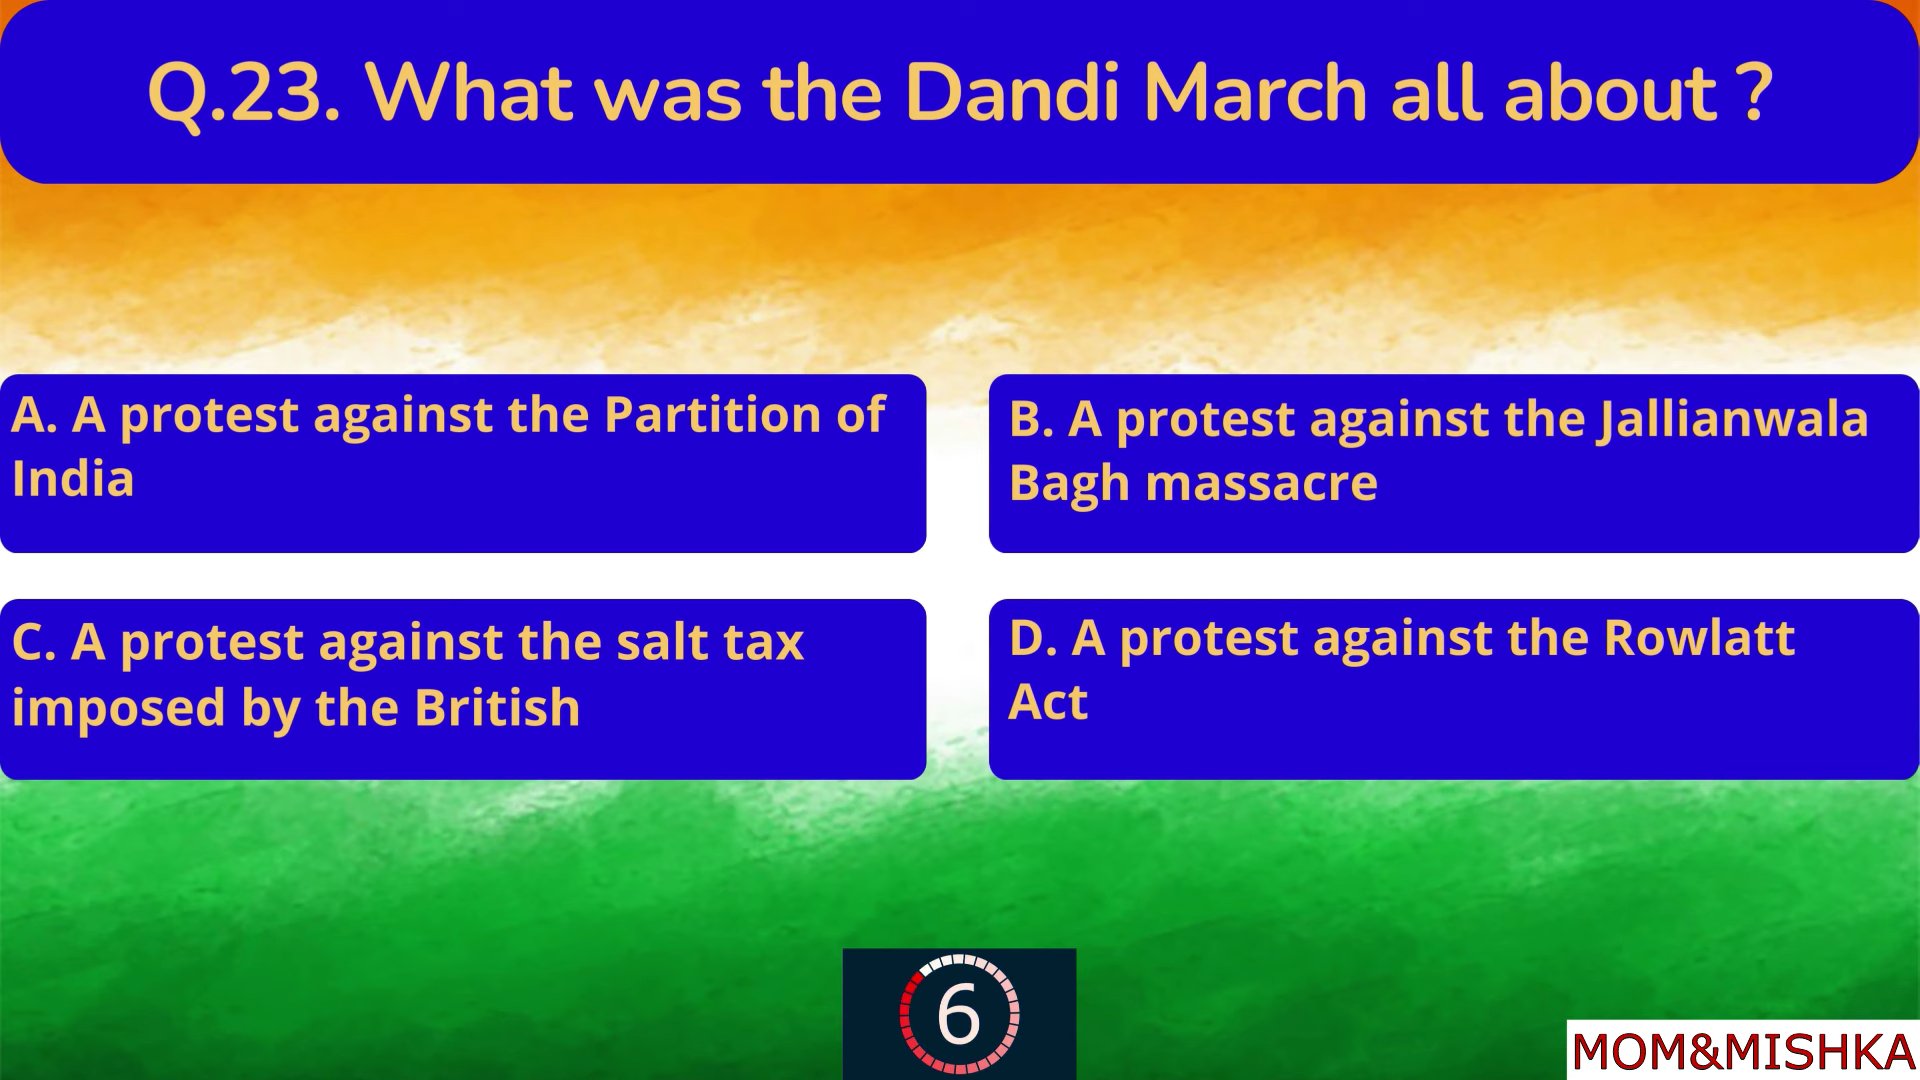 Q.23. What was the Dandi March all about ?
A. A protest against the Partition of
India
B. A protest against the Jallianwala
Bagh massacre
C. A protest against the salt tax
imposed by the British
D. A protest against the Rowlatt
Act
6
MOM&MISHKA